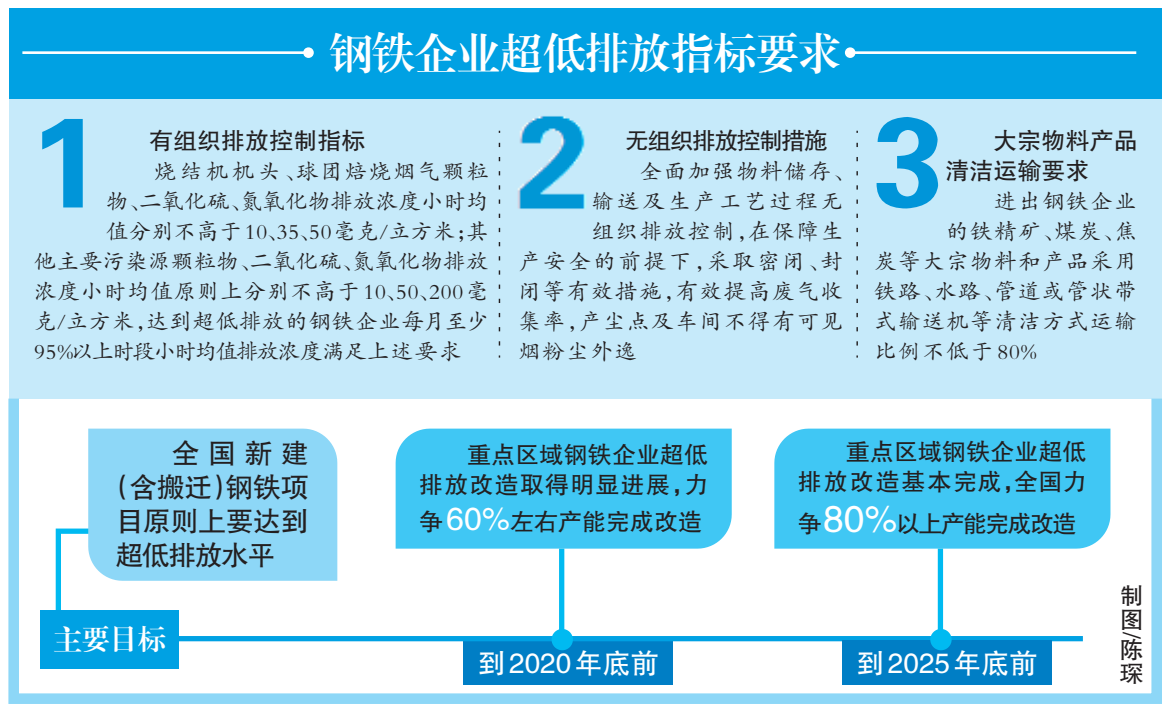 钢铁企业超低排放指标要求
1
有组织排放控制指标
烧结机机头、球团焙烧烟气颗粒
物、二氧化硫、氮氧化物排放浓度小时均
值分别不高于10、35、50毫克/立方米;其
他主要污染源颗粒物、二氧化硫、氮氧化物排放
浓度小时均值原则上分别不高于10、50、200毫
克/立方米,达到超低排放的钢铁企业每月至少
95%以上时段小时均值排放浓度满足上述要求
2
无组织排放控制措施
全面加强物料储存、
输送及生产工艺过程无
组织排放控制,在保障生
产安全的前提下,采取密闭、封
闭等有效措施,有效提高废气收
集率,产尘点及车间不得有可见
烟粉尘外逸
3
大宗物料产品
清洁运输要求
进出钢铁企业
的铁精矿、煤炭、焦
炭等大宗物料和产品采用
铁路、水路、管道或管状带
式输送机等清洁方式运输
比例不低于80%
全国新建
(含搬迁)钢铁项
目原则上要达到
超低排放水平
重点区域钢铁企业超低
排放改造取得明显进展,力
争60%左右产能完成改造
重点区域钢铁企业超低
排放改造基本完成,全国力
争80%以上产能完成改造
主要目标
到2020年底前
到2025年底前
制图/陈琛